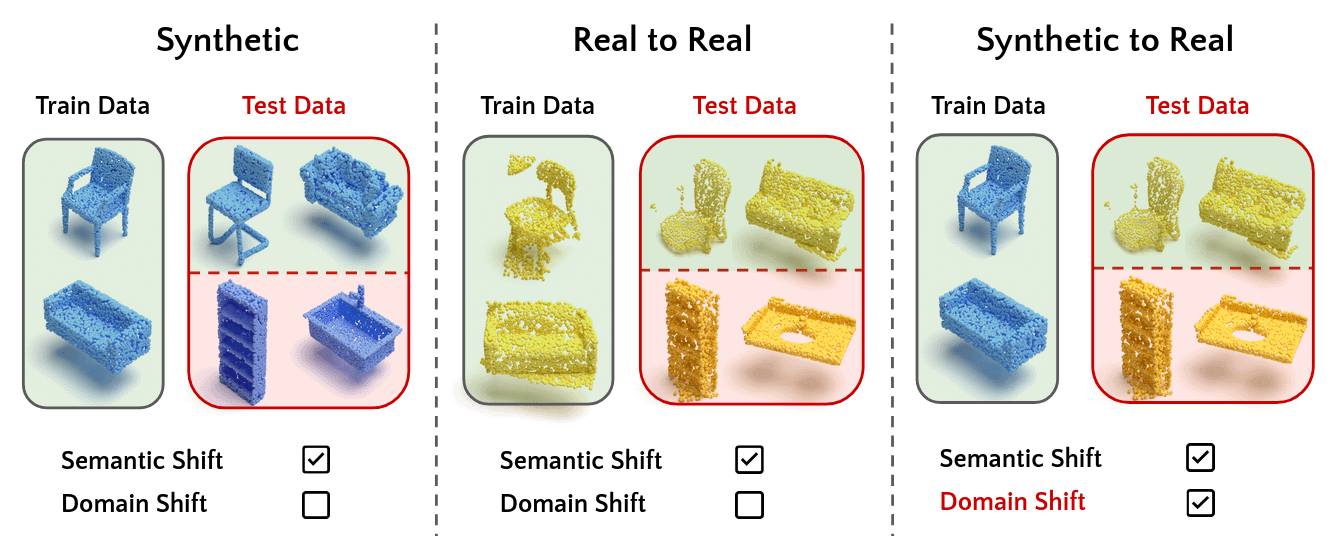 Synthetic
Train Data
Test Data
Semantic Shift
Domain Shift
Real to Real
Train Data
Test Data
Semantic Shift
Domain Shift
Synthetic to Real
Train Data
Test Data
Semantic Shift
Domain Shift